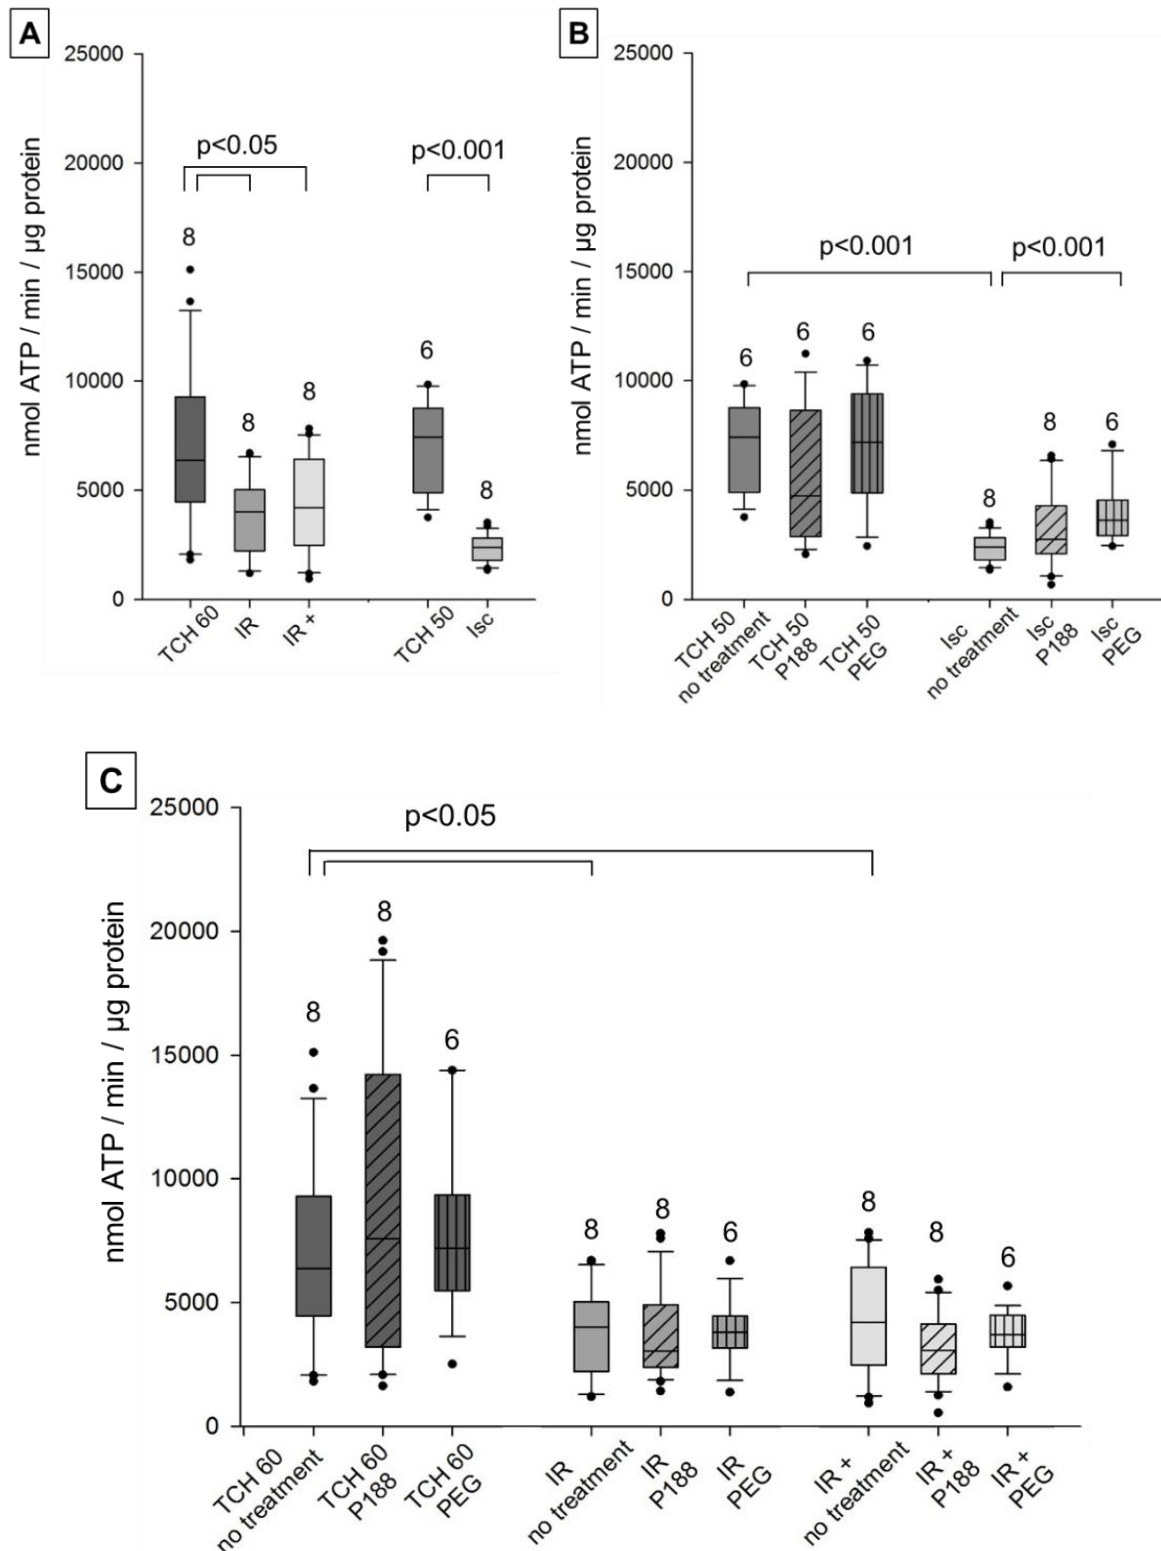 A
nmol ATP / min / µg protein
25000
20000
15000
10000
5000
0
p<0.05
p<0.001
8
8
8
6
8
TCH 60
IR
IR +
TCH 50
Isc
B
nmol ATP / min / µg protein
25000
20000
15000
10000
5000
0
p<0.001
p<0.001
6
6
6
8
8
6
TCH 50
no treatment
TCH 50
P188
TCH 50
PEG
Isc
no treatment
Isc
P188
Isc
PEG
C
nmol ATP / min / µg protein
25000
20000
15000
10000
5000
0
p<0.05
8
8
6
8
8
6
8
8
6
TCH 60
no treatment
TCH 60
P188
TCH 60
PEG
IR
no treatment
IR
P188
IR
PEG
IR +
no treatment
IR +
P188
IR +
PEG